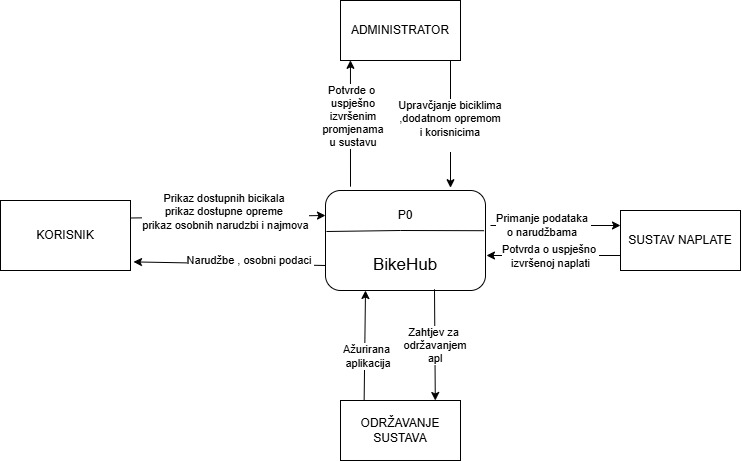 ADMINISTRATOR
Potvrde o
uspješno
izvršenim
promjenama
u sustavu
Upravčjanje biciklima
,dodatnom opremom
i korisnicima
Prikaz dostupnih bicikala
prikaz dostupne opreme
prikaz osobnih narudzbi i najmova
KORISNIK
Narudžbe , osobni podaci
P0
BikeHub
Primanje podataka
o narudžbama
Potvrda o uspješno
izvršenoj naplati
SUSTAV NAPLATE
Ažurirana
aplikacija
Zahtjev za
održavanjem
apl
ODRŽAVANJE
SUSTAVA